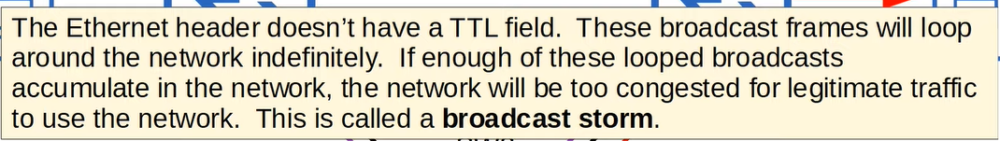 The Ethernet header doesn’t have a TTL field.  These broadcast frames will loop
around the network indefinitely.  If enough of these looped broadcasts
accumulate in the network, the network will be too congested for legitimate traffic
to use the network.  This is called a broadcast storm.